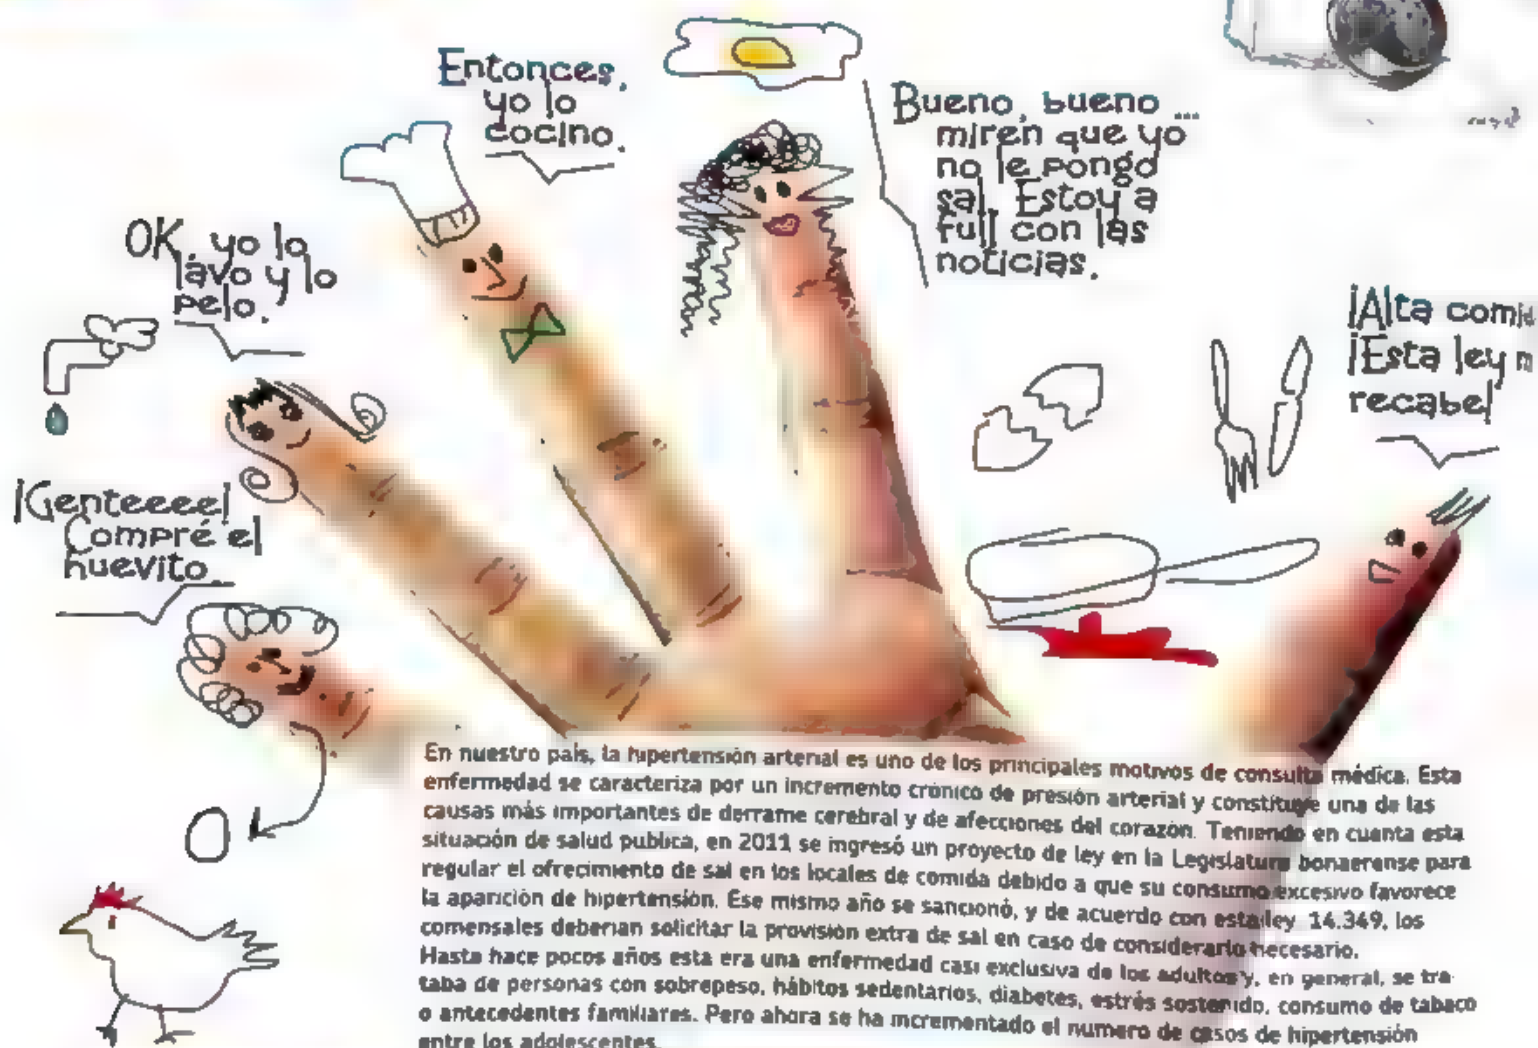 Entonces,
yo lo
cocino.
Bueno, bueno ...
miren que yo
no le pongo
sal. Estoy a
full con las
noticias.
OK, yo lo
lavo y lo
pelo.
¡Alta
¡Esta ley
recabe!
¡Genteeee!
Compré el
huevito.
En nuestro país, la hipertensión arterial es uno de los principales motivos de consulta médica. Esta
enfermedad se caracteriza por un incremento crónico de presión arterial y constituye una de las
causas más importantes de derrame cerebral y de afecciones del corazón. Teniendo en cuenta esta
situación de salud publica, en 2011 se ingresó un proyecto de ley en la Legislatura bonaerense para
regular el ofrecimiento de sal en los locales de comida debido a que su consumo excesivo favorece
la aparición de hipertensión. Ese mismo año se sancionó, y de acuerdo con esta ley 14.349, los
comensales deberian solicitar la provisión extra de sal en caso de considerarlo necesario.
Hasta hace pocos años esta era una enfermedad casi exclusiva de los adultos y, en general, se tra-
taba de personas con sobrepeso, hábitos sedentarios, diabetes, estrés sostenido, consumo de tabaco
o antecedentes familiares. Pero ahora se ha incrementado el numero de casos de hipertensión
entre los adolescentes.